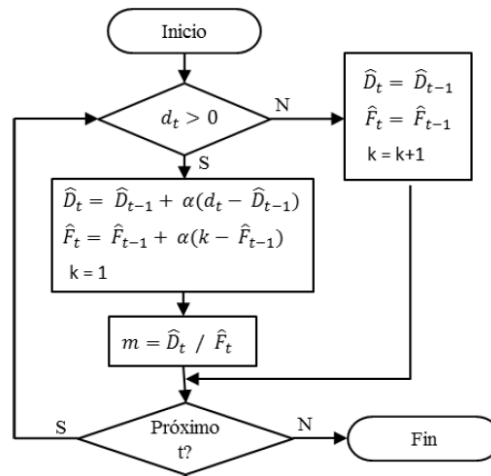 Inicio
d_t > 0
N
S
D̂_t = D̂_{t−1}
F̂_t = F̂_{t−1}
k = k+1
D̂_t = D̂_{t−1} + α(d_t − D̂_{t−1})
F̂_t = F̂_{t−1} + α(k − F̂_{t−1})
k = 1
m = D̂_t / F̂_t
S
Próximo
t?
N
Fin